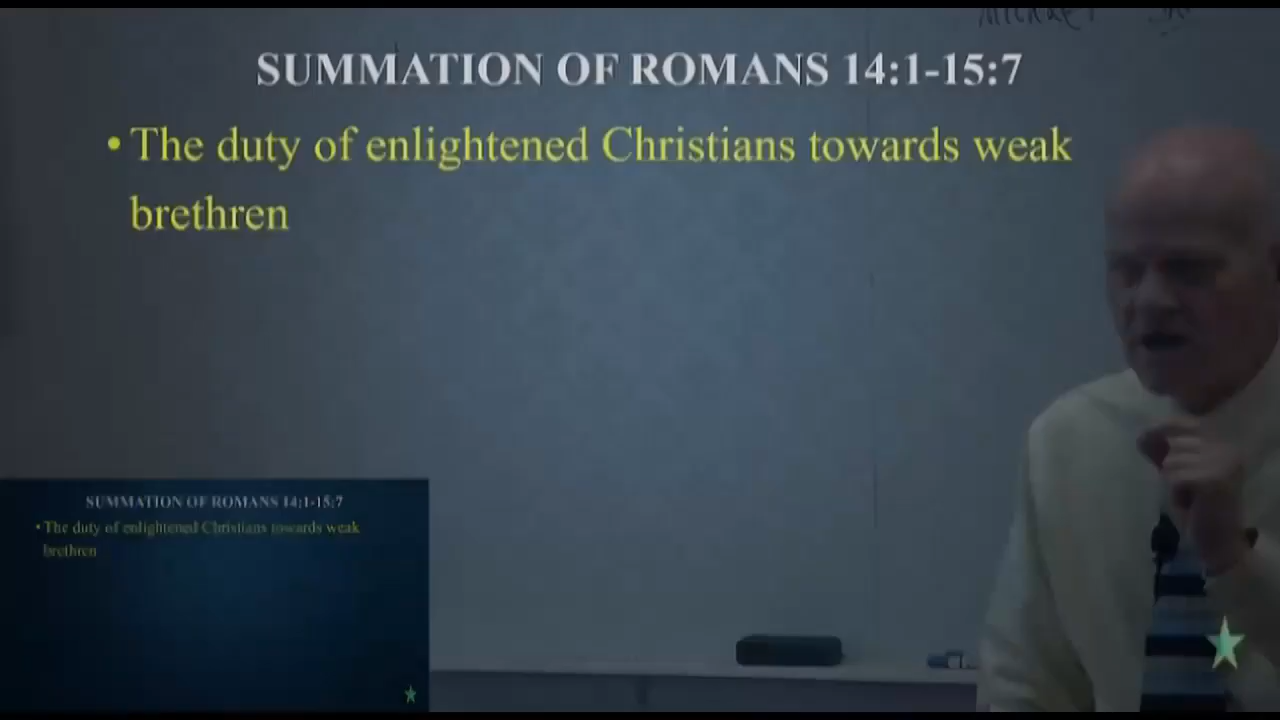 SUMMATION OF ROMANS 14:1-15:7
• The duty of enlightened Christians towards weak
brethren
SUMMATION OF ROMANS 14:1-15:7
• The duty of enlightened Christians towards weak
brethren